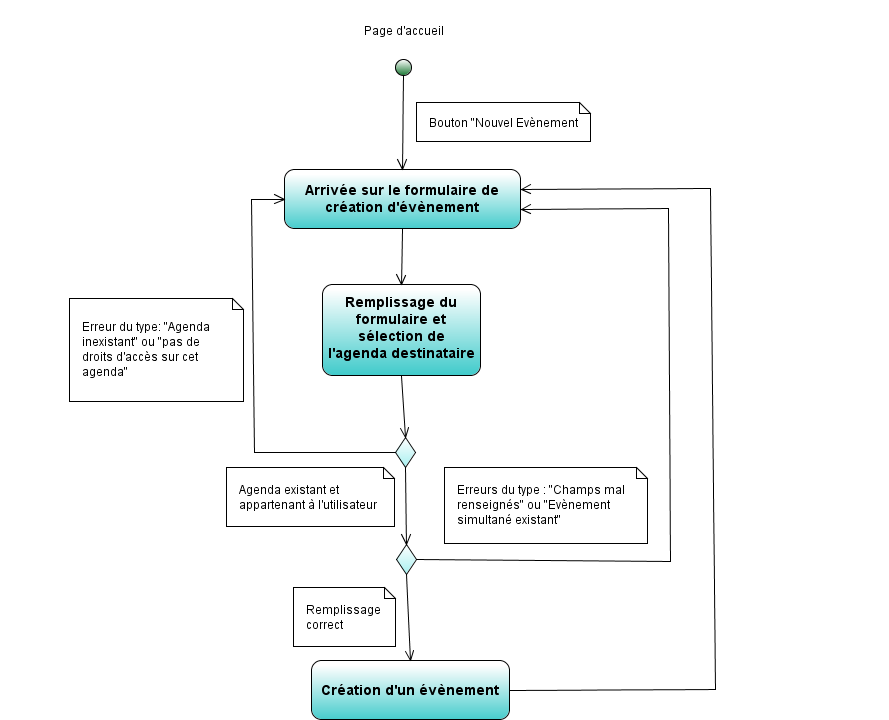 Page d'accueil
Bouton "Nouvel Evènement
Arrivée sur le formulaire de
création d'évènement
Remplissage du
formulaire et
sélection de
l'agenda destinataire
Erreur du type: "Agenda
inexistant" ou "pas de
droits d'accès sur cet
agenda"
Agenda existant et
appartenant à l'utilisateur
Erreurs du type : "Champs mal
renseignés" ou "Evènement
simultané existant"
Remplissage
correct
Création d'un évènement